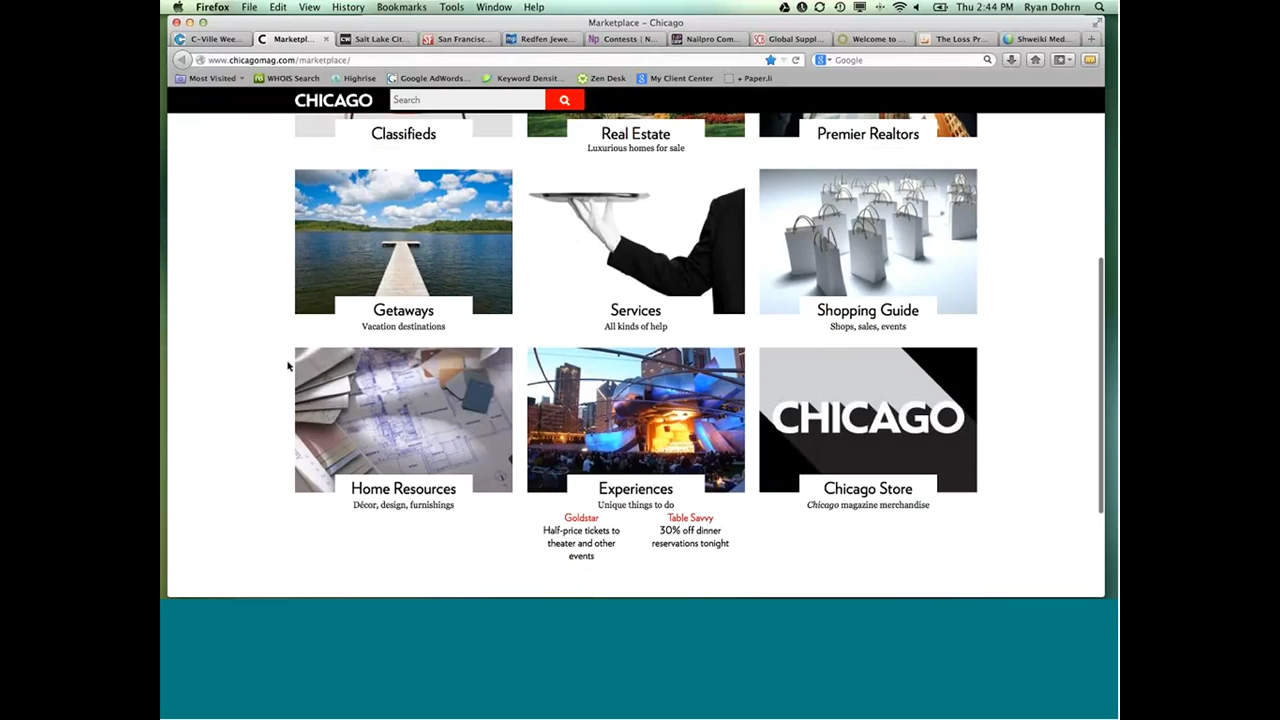 Firefox File Edit View History Bookmarks Tools Window Help Thu 2:44 PM Ryan Dohrn
Marketplace – Chicago
C-Ville Wee... Marketpl... Salt Lake Cit... San Francisc... Redfen Jewe... Contests | N... Nailpro Com... Global Suppl... Welcome to ... The Loss Pr... Shweiki Med...
www.chicagomag.com/marketplace/ Google
Most Visited WHOIS Search Highrise Google AdWords... Keyword Densit... Zen Desk My Client Center + Paper.li
CHICAGO Search
Classifieds Real Estate Premier Realtors
Luxurious homes for sale
Getaways Services Shopping Guide
Vacation destinations All kinds of help Shops, sales, events
CHICAGO
Home Resources Experiences Chicago Store
Décor, design, furnishings Unique things to do Chicago magazine merchandise
Goldstar Table Savvy
Half-price tickets to 30% off dinner
theater and other reservations tonight
events